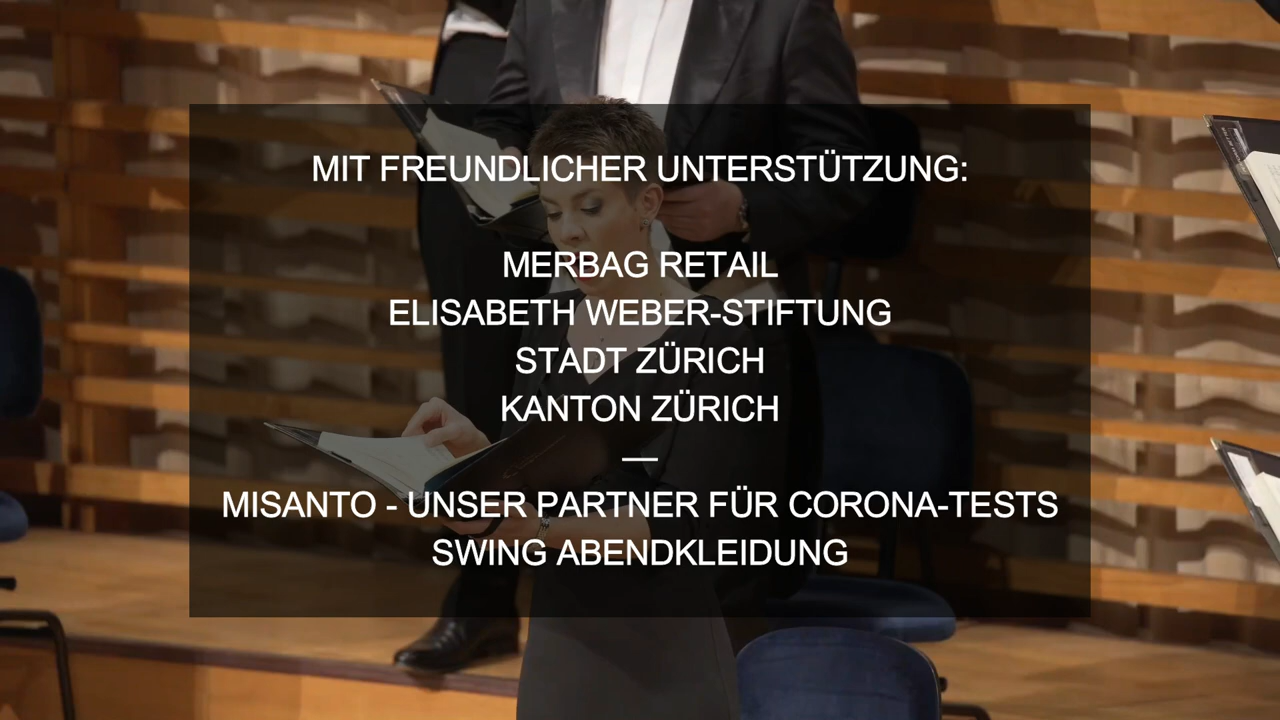 MIT FREUNDLICHER UNTERSTÜTZUNG:
MERBAG RETAIL
ELISABETH WEBER-STIFTUNG
STADT ZÜRICH
KANTON ZÜRICH
—
MISANTO - UNSER PARTNER FÜR CORONA-TESTS
SWING ABENDKLEIDUNG